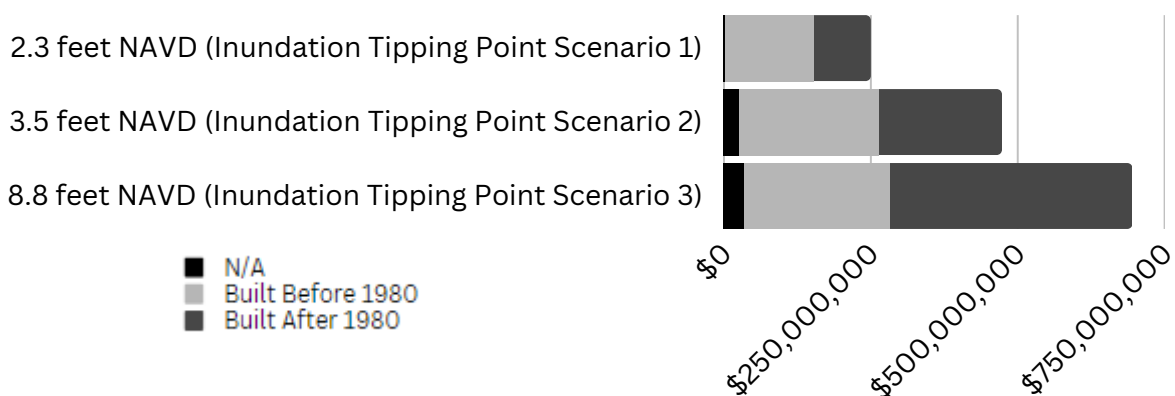 2.3 feet NAVD (Inundation Tipping Point Scenario 1)
3.5 feet NAVD (Inundation Tipping Point Scenario 2)
8.8 feet NAVD (Inundation Tipping Point Scenario 3)
$0
$250,000,000
$500,000,000
$750,000,000
N/A
Built Before 1980
Built After 1980